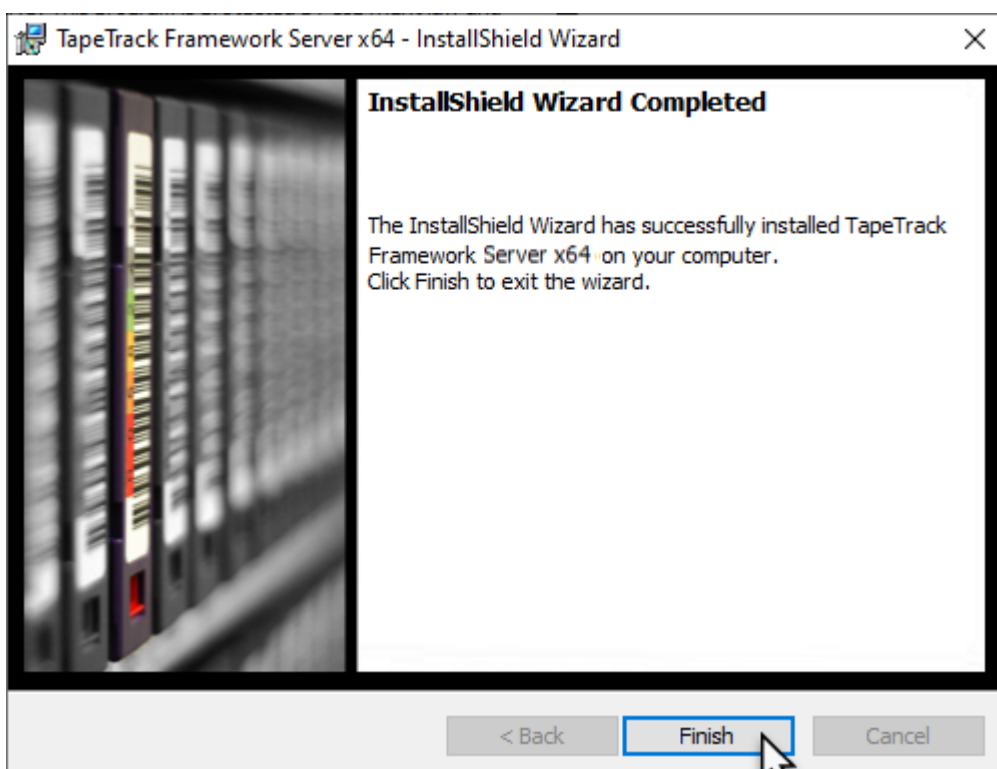 TapeTrack Framework Server x64 - InstallShield Wizard
InstallShield Wizard Completed
The InstallShield Wizard has successfully installed TapeTrack
Framework Server x64 on your computer.
Click Finish to exit the wizard.
< Back
Finish
Cancel